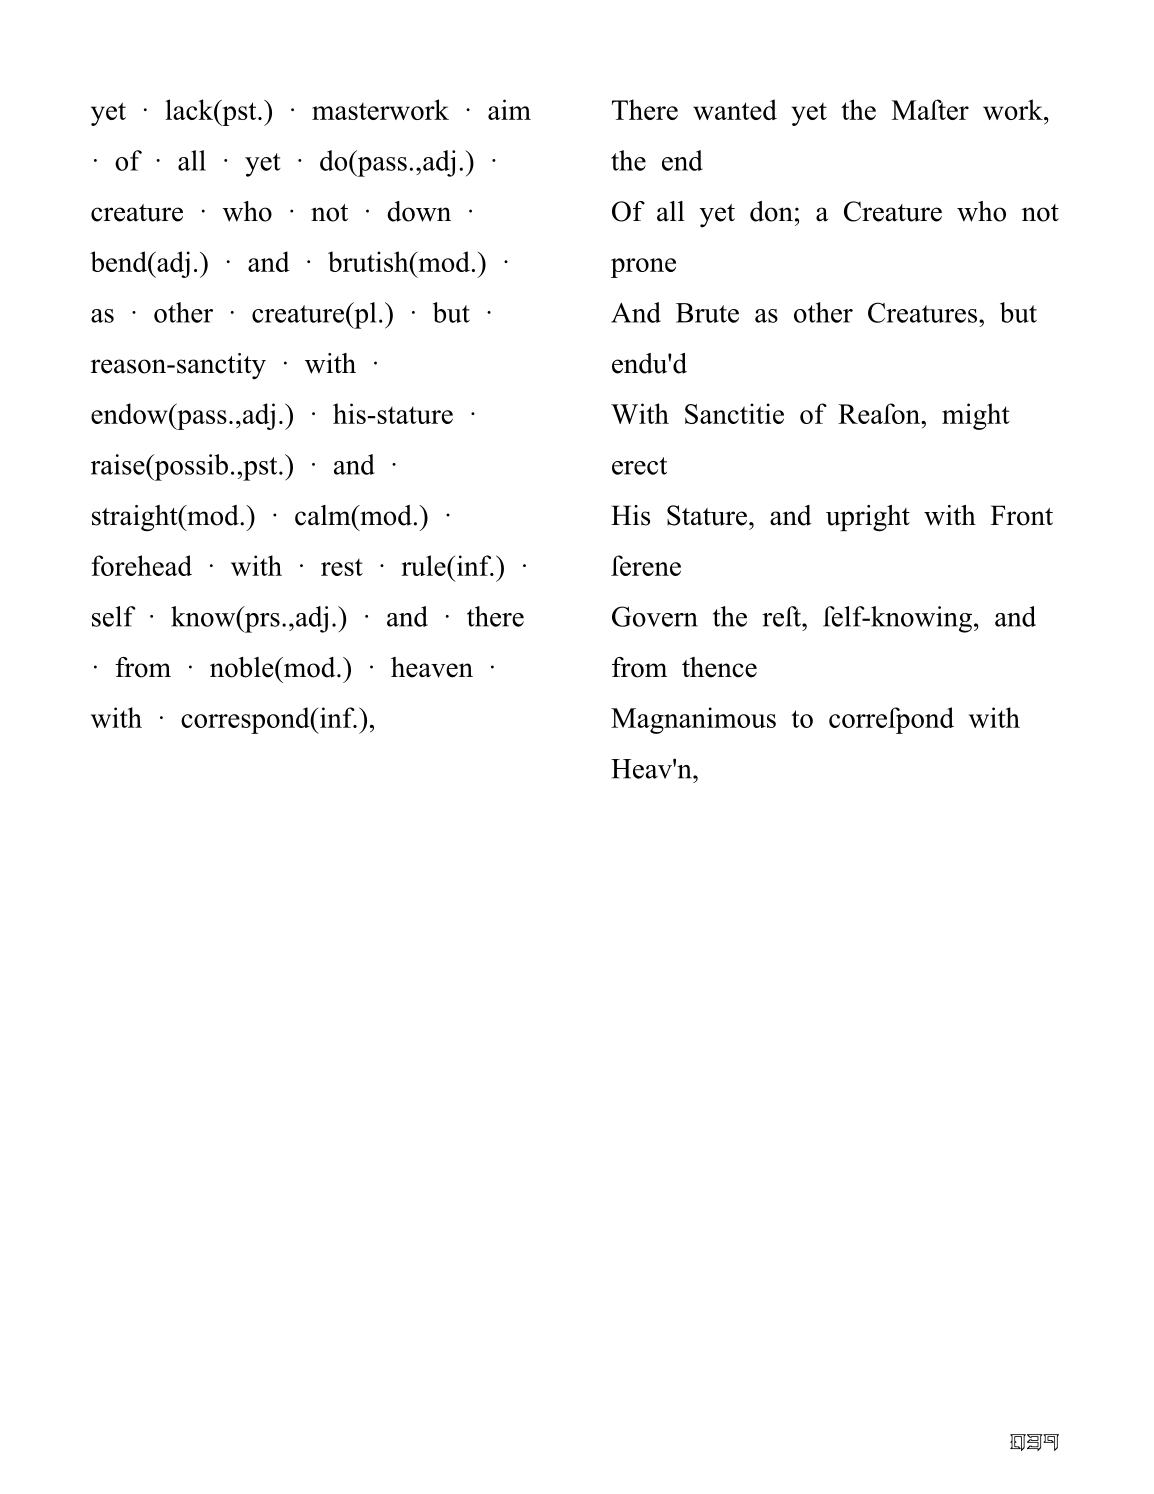 yet · lack(pst.) · masterwork · aim
· of · all · yet · do(pass.,adj.) ·
creature · who · not · down ·
bend(adj.) · and · brutish(mod.) ·
as · other · creature(pl.) · but ·
reason-sanctity · with ·
endow(pass.,adj.) · his-stature ·
raise(possib.,pst.) · and ·
straight(mod.) · calm(mod.) ·
forehead · with · rest · rule(inf.) ·
self · know(prs.,adj.) · and · there
· from · noble(mod.) · heaven ·
with · correspond(inf.),
There wanted yet the Maſter work,
the end
Of all yet don; a Creature who not
prone
And Brute as other Creatures, but
endu'd
With Sanctitie of Reaſon, might
erect
His Stature, and upright with Front
ſerene
Govern the reſt, ſelf-knowing, and
from thence
Magnanimous to correſpond with
Heav'n,